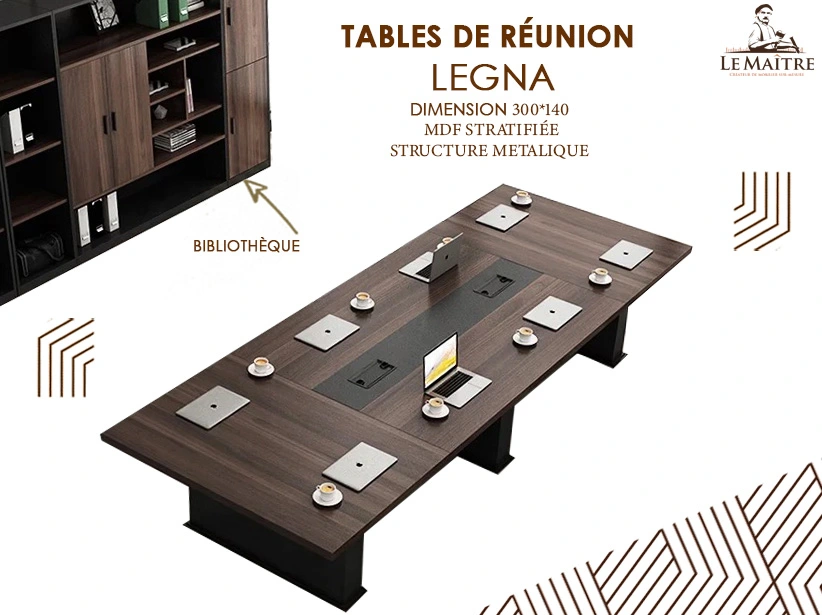 TABLES DE RÉUNION
LEGNA
DIMENSION 300*140
MDF STRATIFIÉE
STRUCTURE METALIQUE
LE MAÎTRE
BIBLIOTHÈQUE